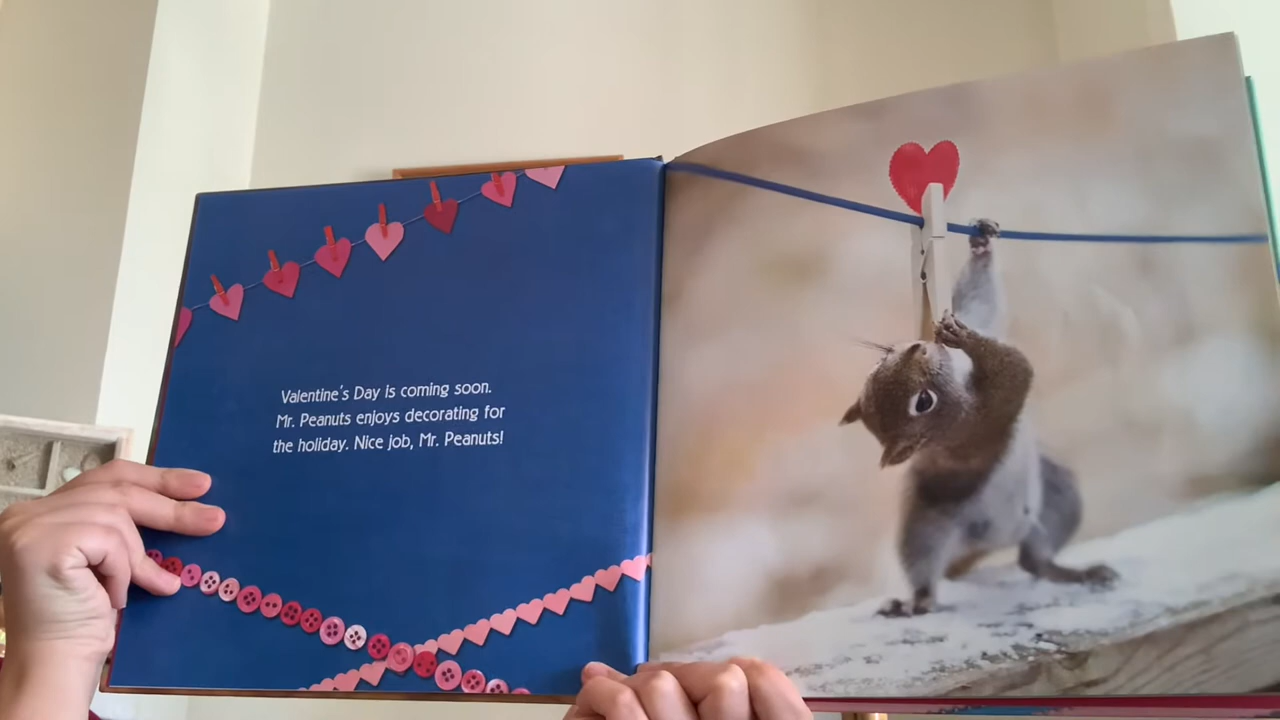 Valentine's Day is coming soon.
Mr. Peanuts enjoys decorating for
the holiday. Nice job, Mr. Peanuts!